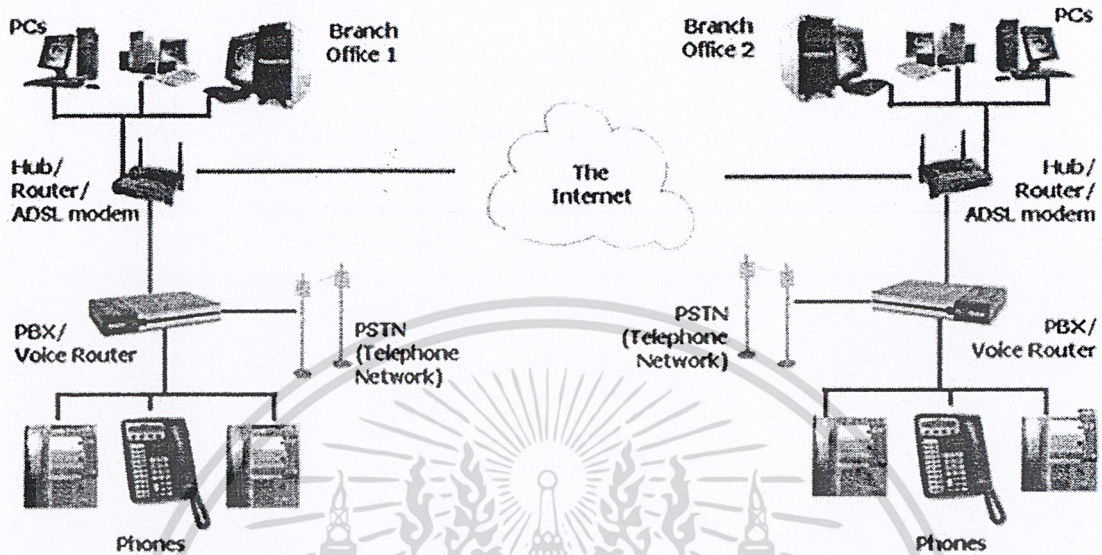 PCs
Branch
Office 1
Branch
Office 2
PCs
Hub/
Router/
ADSL modem
The
Internet
Hub/
Router/
ADSL modem
PBX/
Voice Router
PSTN
(Telephone
Network)
PSTN
(Telephone
Network)
PBX/
Voice Router
Phones
Phones